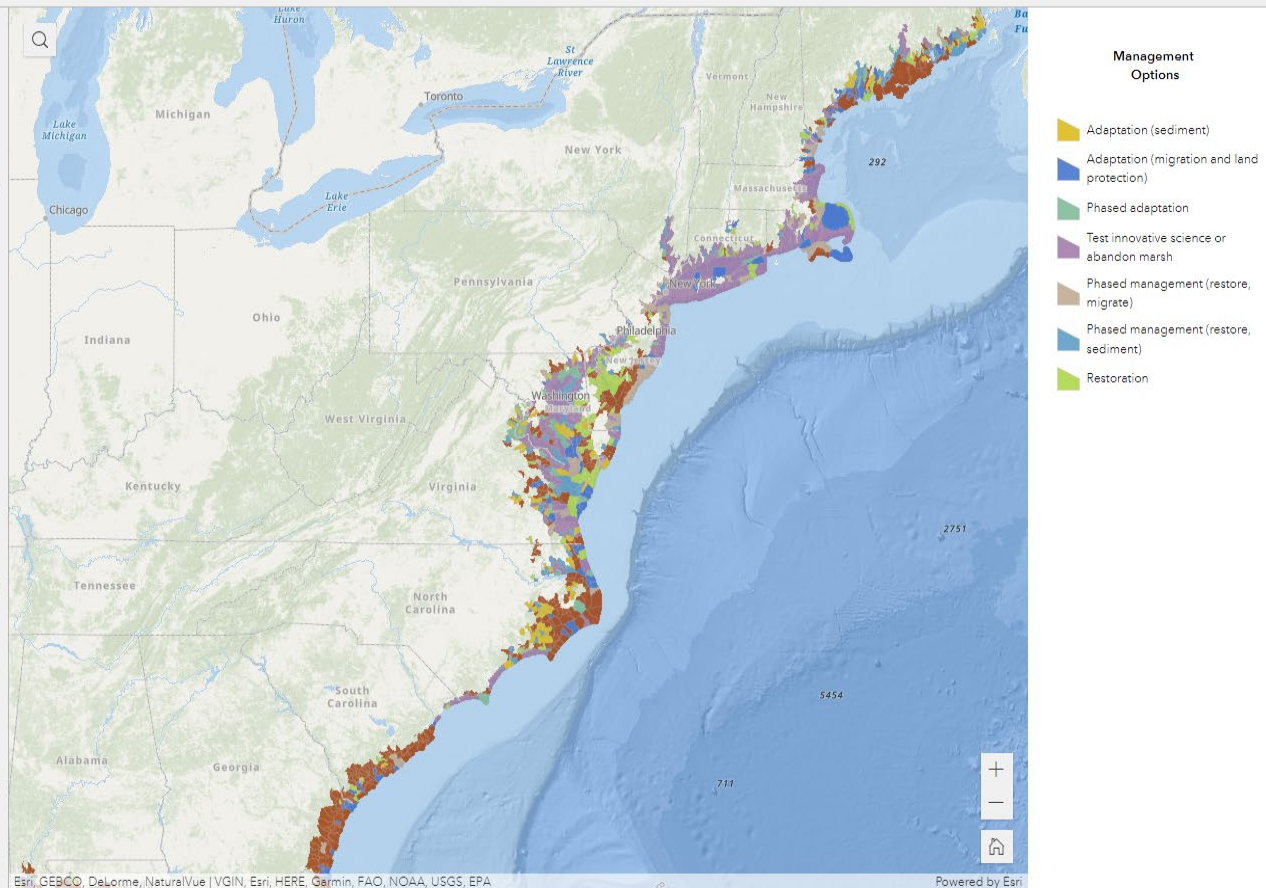 Lake
Huron
Ba
Fu
St
Lawrence
River
Vermont
Toronto
New
Hampshire
Michigan
Lake
Michigan
New York
292
Massachusetts
Lake
Erie
Chicago
Connecticut
Pennsylvania
New York
Ohio
Philadelphia
Indiana
New Jersey
Washington
Maryland
West Virginia
Kentucky
Virginia
2751
Tennessee
North
Carolina
South
Carolina
5454
Alabama
Georgia
711
Esri, GEBCO, DeLorme, NaturalVue | VGIN, Esri, HERE, Garmin, FAO, NOAA, USGS, EPA
Powered by Esri
Management
Options
Adaptation (sediment)
Adaptation (migration and land
protection)
Phased adaptation
Test innovative science or
abandon marsh
Phased management (restore,
migrate)
Phased management (restore,
sediment)
Restoration